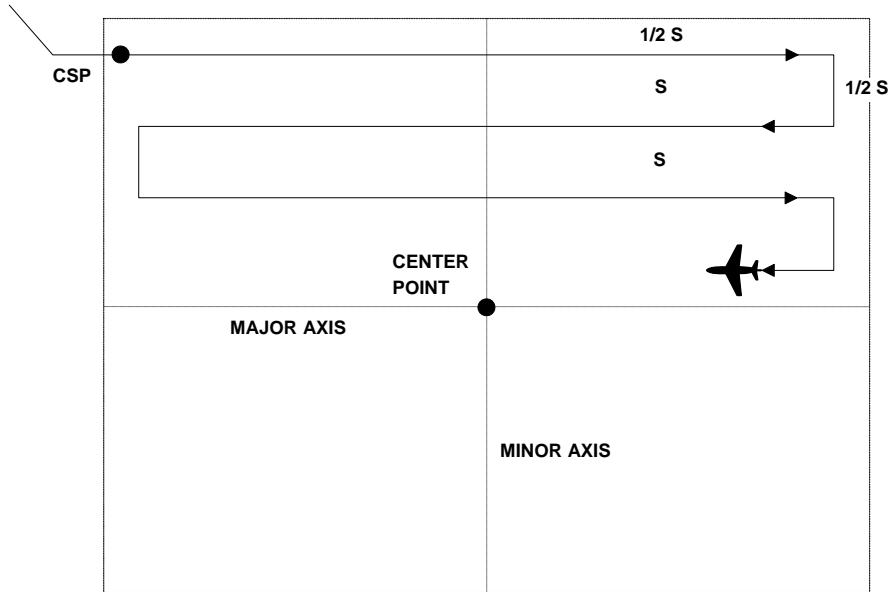 1/2 S
CSP
S
1/2 S
S
CENTER
POINT
MAJOR AXIS
MINOR AXIS